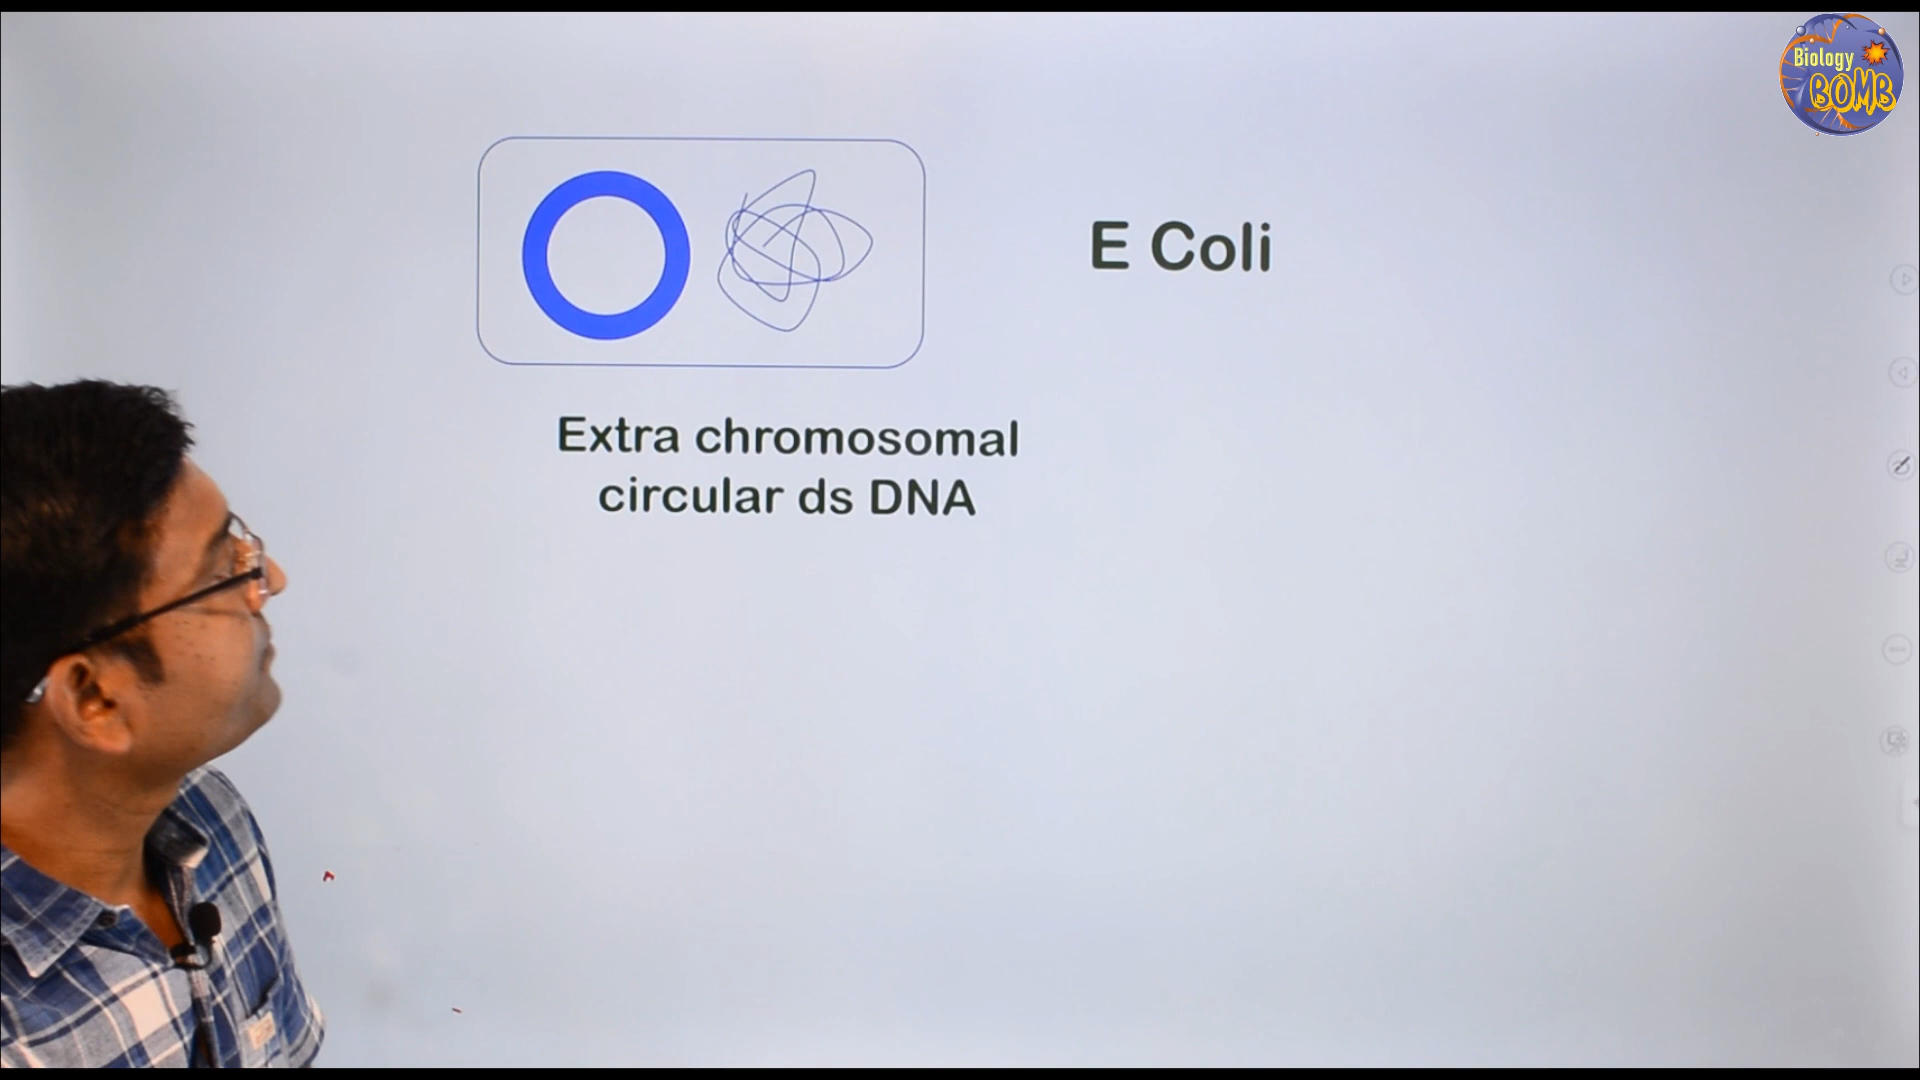 Biology
BOMB
E Coli
Extra chromosomal
circular ds DNA